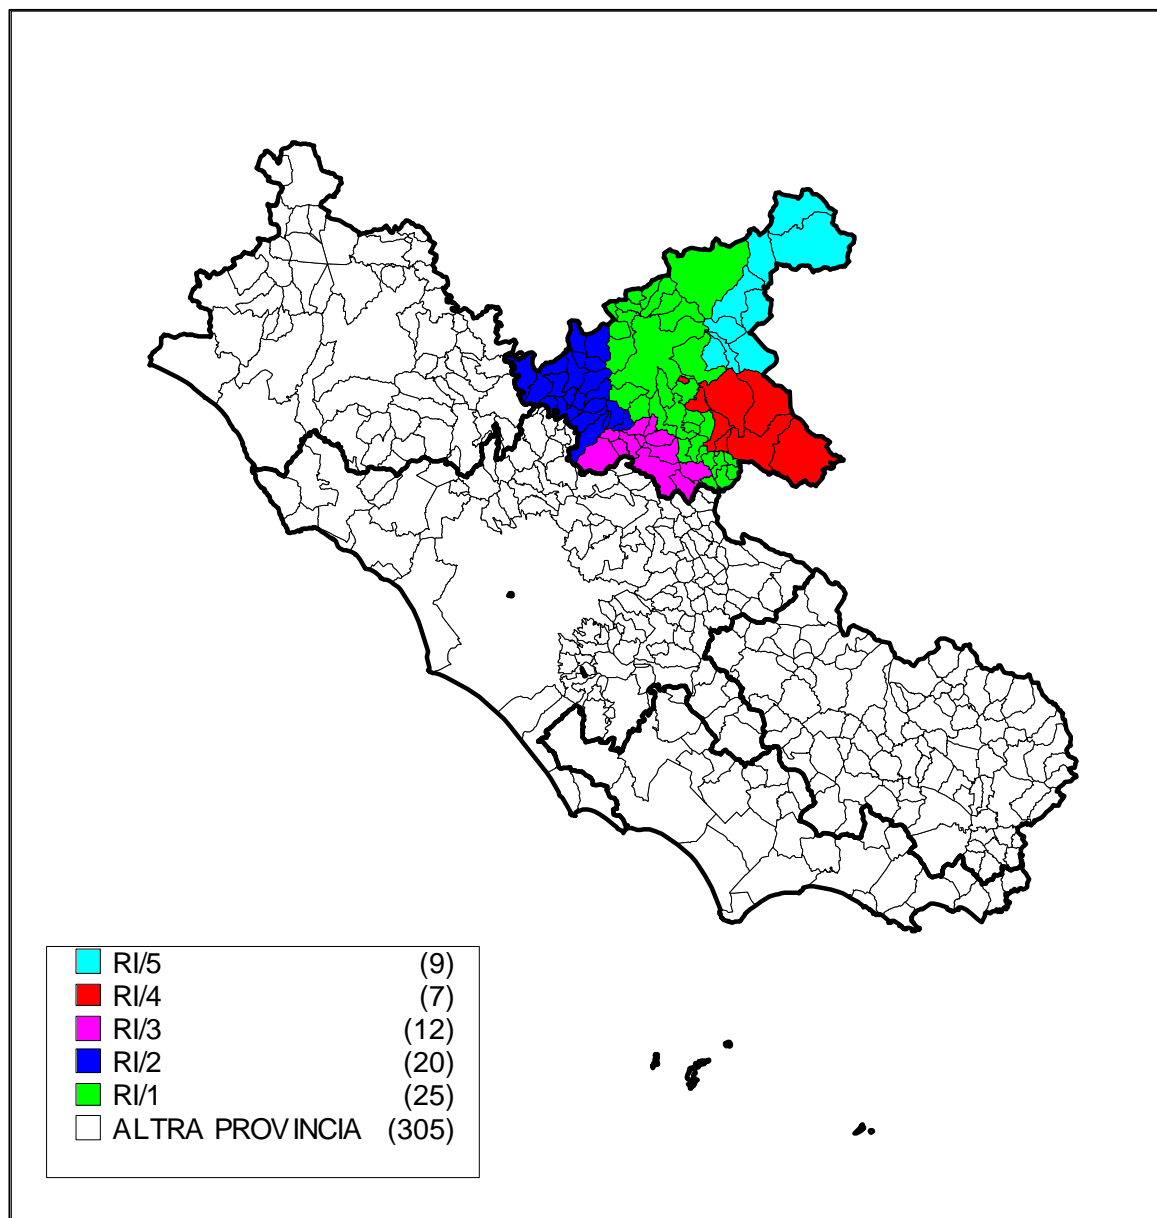 RI/5 (9)
RI/4 (7)
RI/3 (12)
RI/2 (20)
RI/1 (25)
ALTRA PROVINCIA (305)